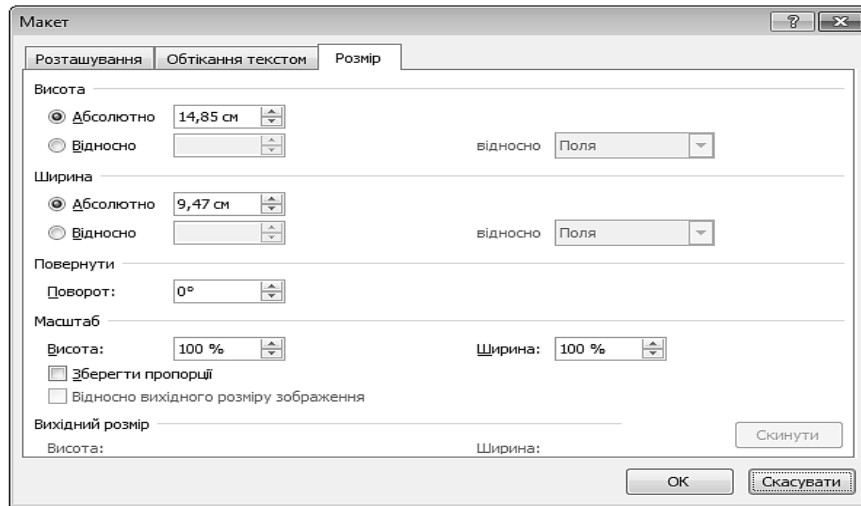 Макет
Розташування Обтікання текстом Розмір
Висота
Абсолютно 14,85 см
Відносно відносно Поля
Ширина
Абсолютно 9,47 см
Відносно відносно Поля
Повернути
Поворот: 0°
Масштаб
Висота: 100 % Ширина: 100 %
Зберегти пропорції
Відносно вихідного розміру зображення
Вихідний розмір
Висота: Ширина:
Скинути
ОК Скасувати